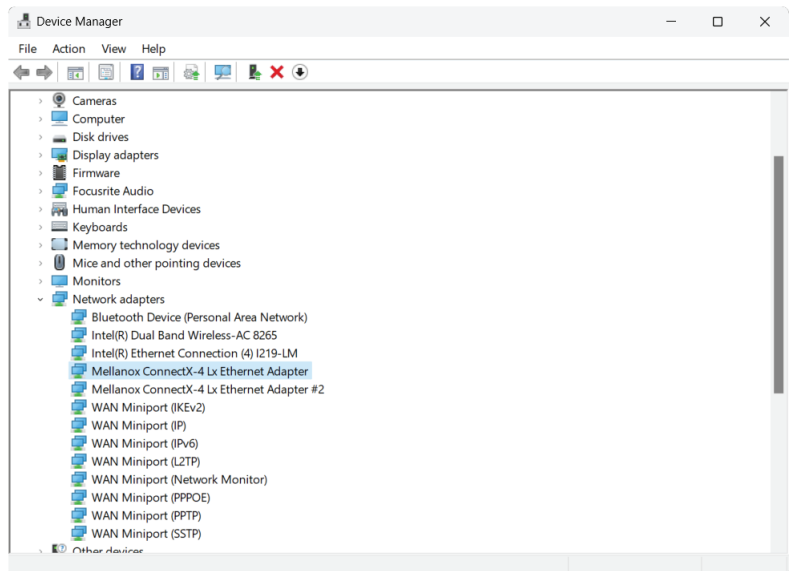 Device Manager
File Action View Help
Cameras
Computer
Disk drives
Display adapters
Firmware
Focusrite Audio
Human Interface Devices
Keyboards
Memory technology devices
Mice and other pointing devices
Monitors
Network adapters
Bluetooth Device (Personal Area Network)
Intel(R) Dual Band Wireless-AC 8265
Intel(R) Ethernet Connection (4) I219-LM
Mellanox ConnectX-4 Lx Ethernet Adapter
Mellanox ConnectX-4 Lx Ethernet Adapter #2
WAN Miniport (IKEv2)
WAN Miniport (IP)
WAN Miniport (IPv6)
WAN Miniport (L2TP)
WAN Miniport (Network Monitor)
WAN Miniport (PPPOE)
WAN Miniport (PPTP)
WAN Miniport (SSTP)
Other devices